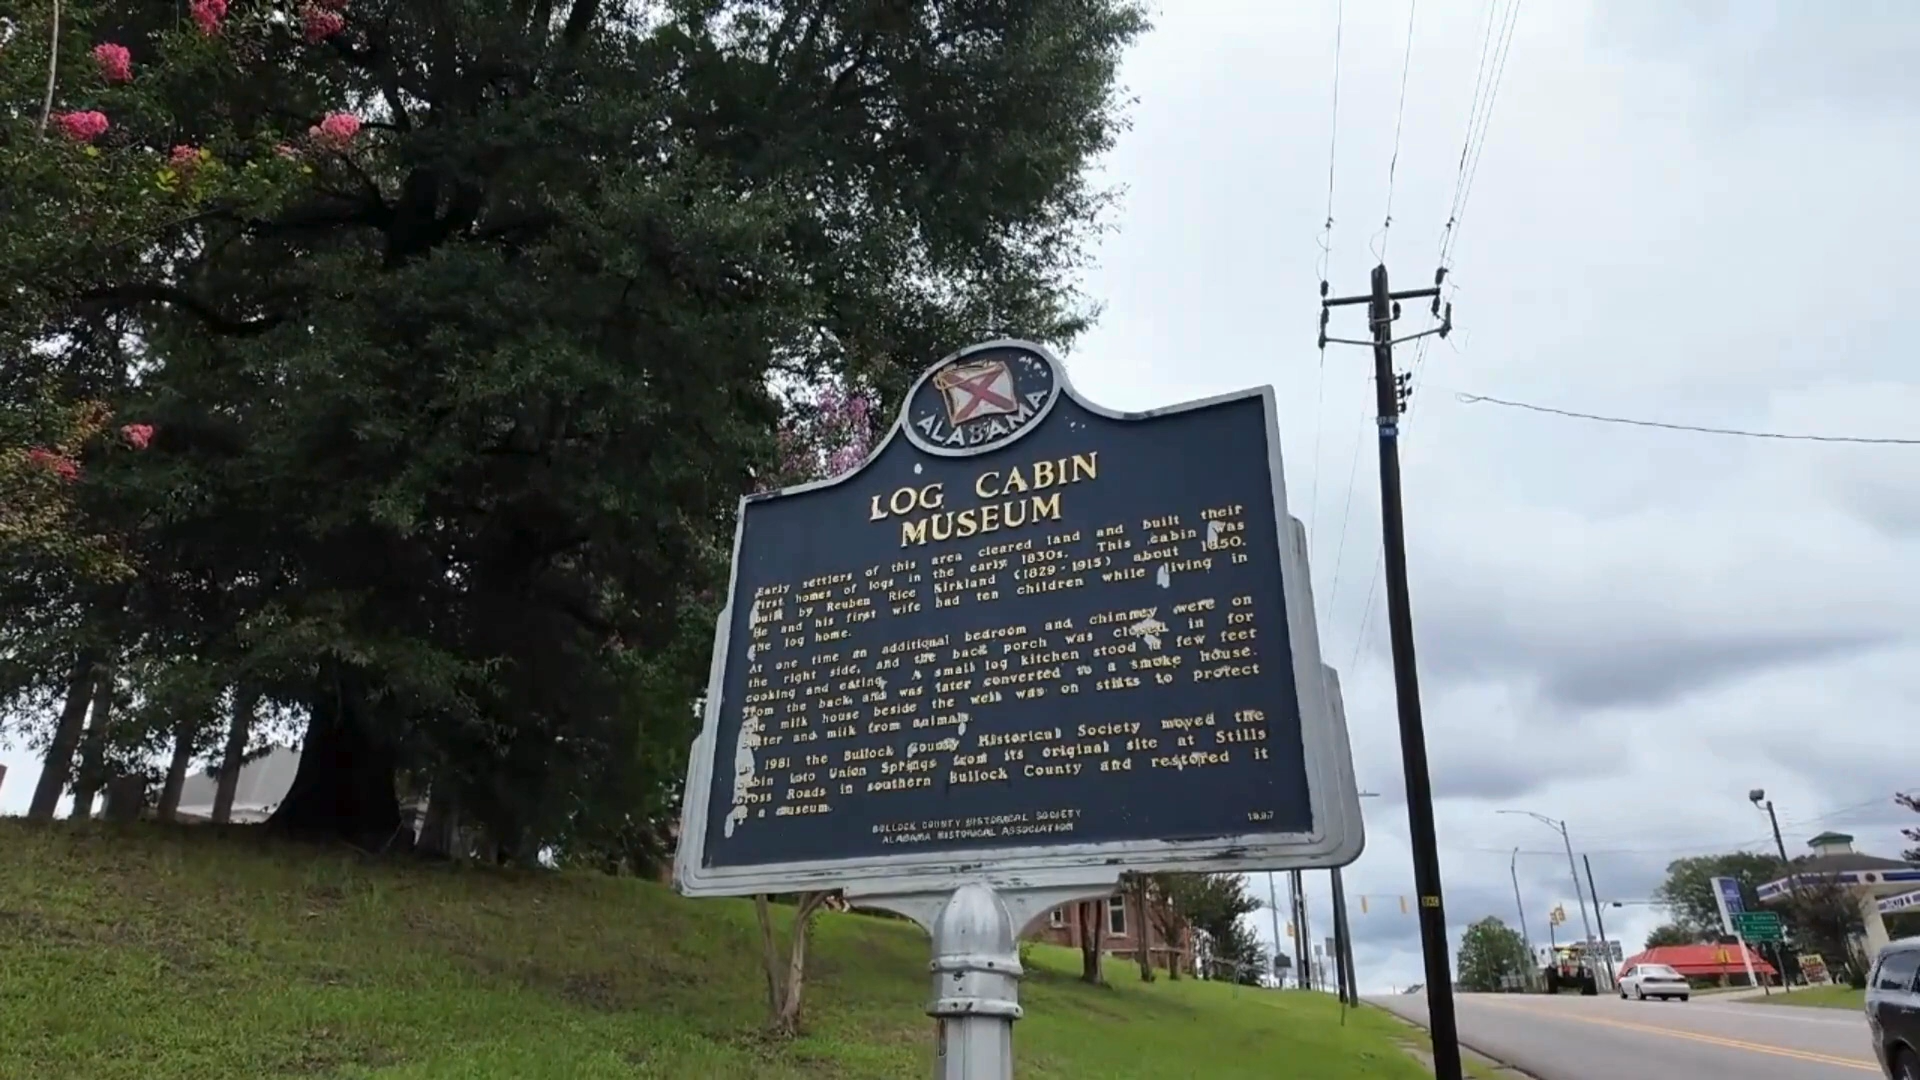 ALABAMA
LOG CABIN
MUSEUM
Early settlers of this area cleared land and built their
first homes of logs in the early 1830s. This cabin was
built by Reuben Rice Kirkland (1829-1915) about 1850.
He and his first wife had ten children while living in
the log home.
At one time an additional bedroom and chimney were on
the right side, and the back porch was closed in for
cooking and eating. A small log kitchen stood a few feet
from the back and was later converted to a smoke house.
The milk house beside the well was on stilts to protect
butter and milk from animals.
In 1981 the Bullock County Historical Society moved the
cabin into Union Springs from its original site at Stills
Cross Roads in southern Bullock County and restored it
as a museum.
BULLOCK COUNTY HISTORICAL SOCIETY
ALABAMA HISTORICAL ASSOCIATION
1997